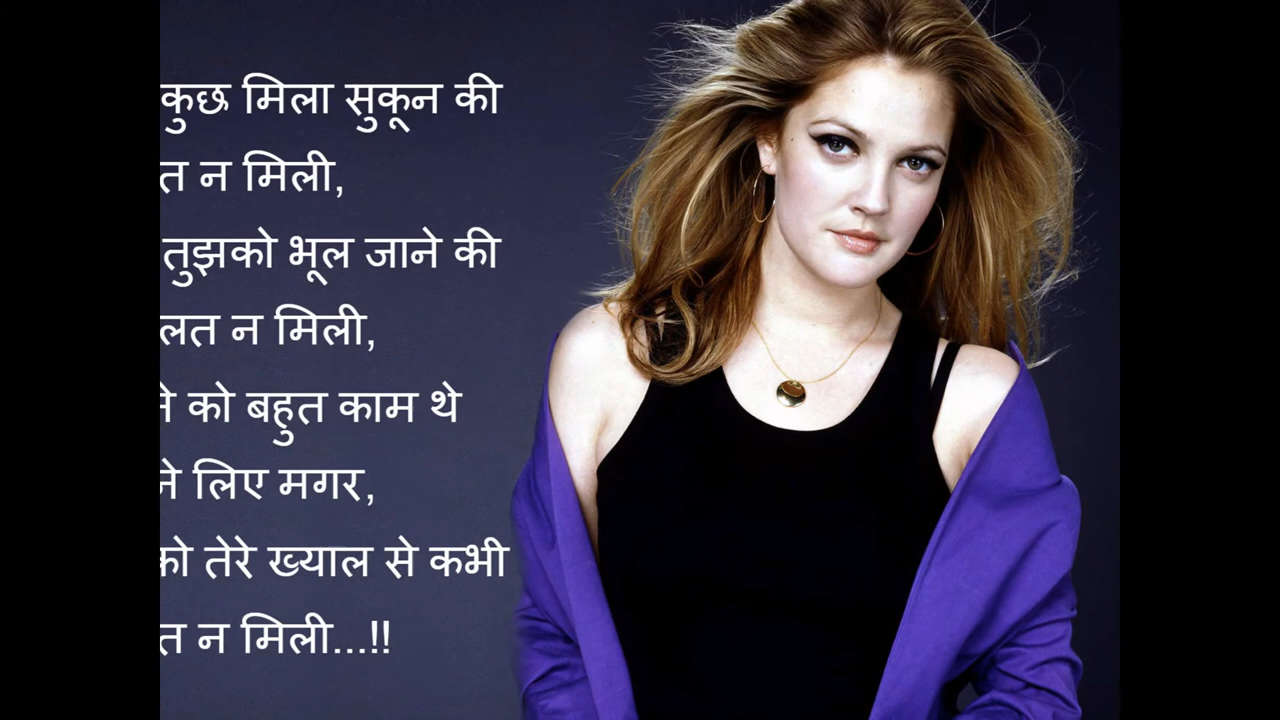 कुछ मिला सुकून की
त न मिली,
तुझको भूल जाने की
लत न मिली,
को बहुत काम थे
लिए मगर,
तेरे ख्याल से कभी
त न मिली...!!